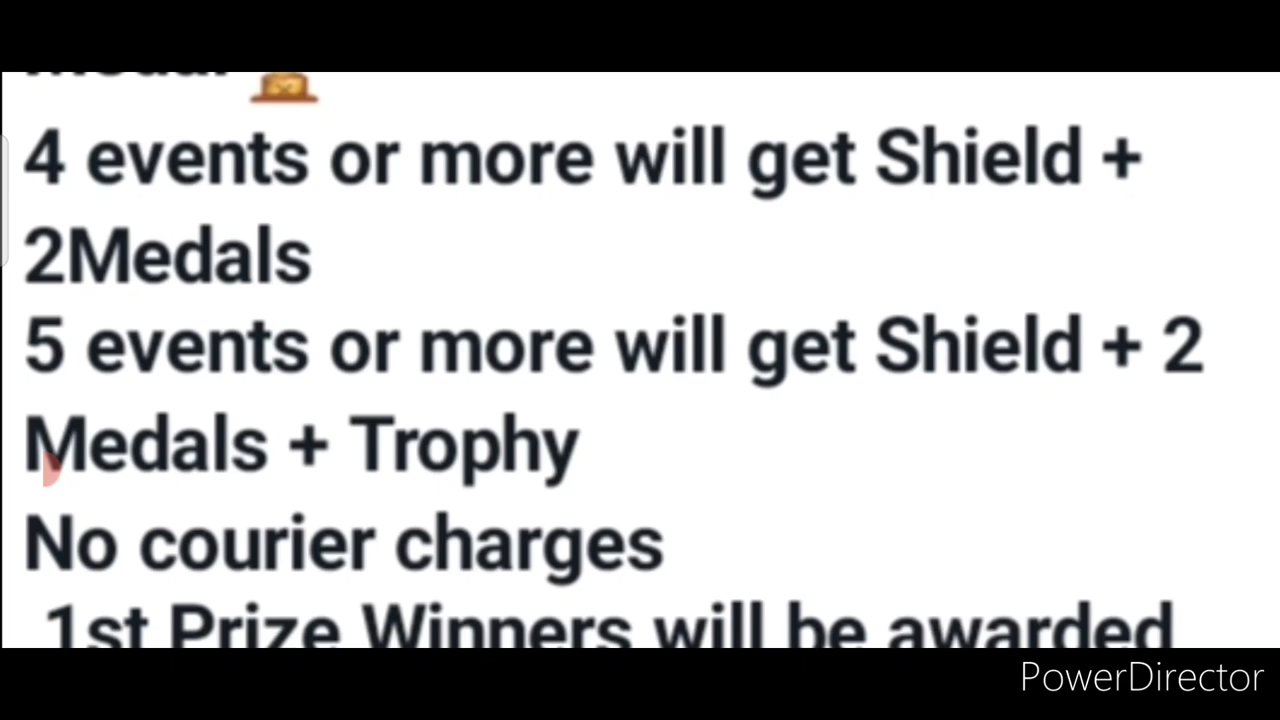 4 events or more will get Shield +
2Medals
5 events or more will get Shield + 2
Medals + Trophy
No courier charges
1st Prize Winners will be awarded
PowerDirector